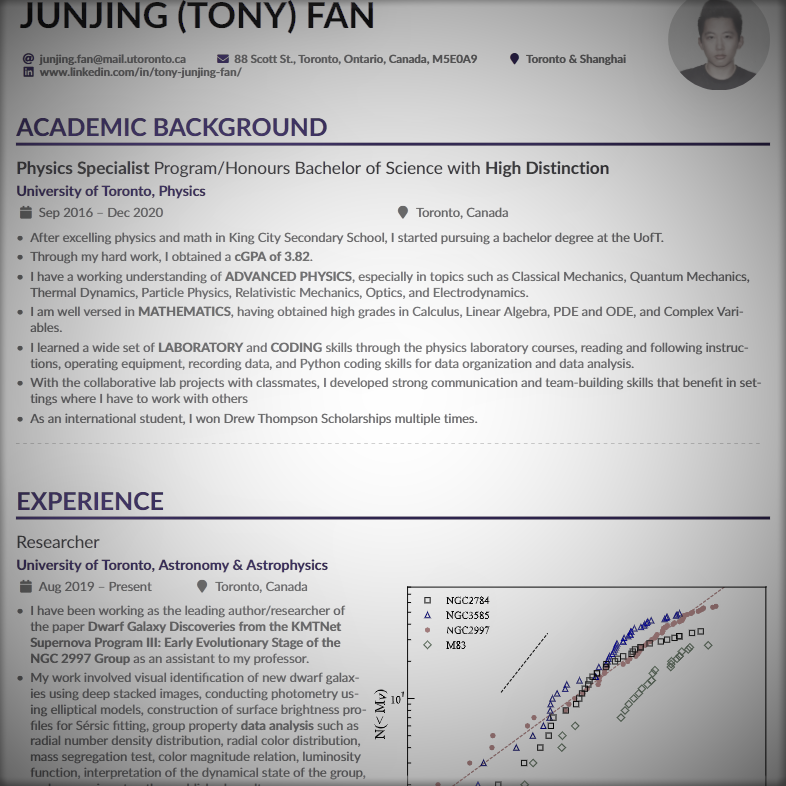 JUNJING (TONY) FAN
junjing.fan@mail.utoronto.ca 88 Scott St., Toronto, Ontario, Canada, M5E0A9 Toronto & Shanghai
www.linkedin.com/in/tony-junjing-fan/
ACADEMIC BACKGROUND
Physics Specialist Program/Honours Bachelor of Science with High Distinction
University of Toronto, Physics
Sep 2016 – Dec 2020 Toronto, Canada
• After excelling physics and math in King City Secondary School, I started pursuing a bachelor degree at the UofT.
• Through my hard work, I obtained a cGPA of 3.82.
• I have a working understanding of ADVANCED PHYSICS, especially in topics such as Classical Mechanics, Quantum Mechanics,
Thermal Dynamics, Particle Physics, Relativistic Mechanics, Optics, and Electrodynamics.
• I am well versed in MATHEMATICS, having obtained high grades in Calculus, Linear Algebra, PDE and ODE, and Complex Vari-
ables.
• I learned a wide set of LABORATORY and CODING skills through the physics laboratory courses, reading and following instruc-
tions, operating equipment, recording data, and Python coding skills for data organization and data analysis.
• With the collaborative lab projects with classmates, I developed strong communication and team-building skills that benefit in set-
tings where I have to work with others
• As an international student, I won Drew Thompson Scholarships multiple times.
EXPERIENCE
Researcher
University of Toronto, Astronomy & Astrophysics
Aug 2019 – Present Toronto, Canada
• I have been working as the leading author/researcher of
the paper Dwarf Galaxy Discoveries from the KMTNet
Supernova Program III: Early Evolutionary Stage of the
NGC 2997 Group as an assistant to my professor.
• My work involved visual identification of new dwarf galax-
ies using deep stacked images, conducting photometry us-
ing elliptical models, construction of surface brightness pro-
files for Sérsic fitting, group property data analysis such as
radial number density distribution, radial color distribution,
mass segregation test, color magnitude relation, luminosity
function, interpretation of the dynamical state of the group,
NGC2784
NGC3585
NGC2997
M83
N(< Mv)
10¹